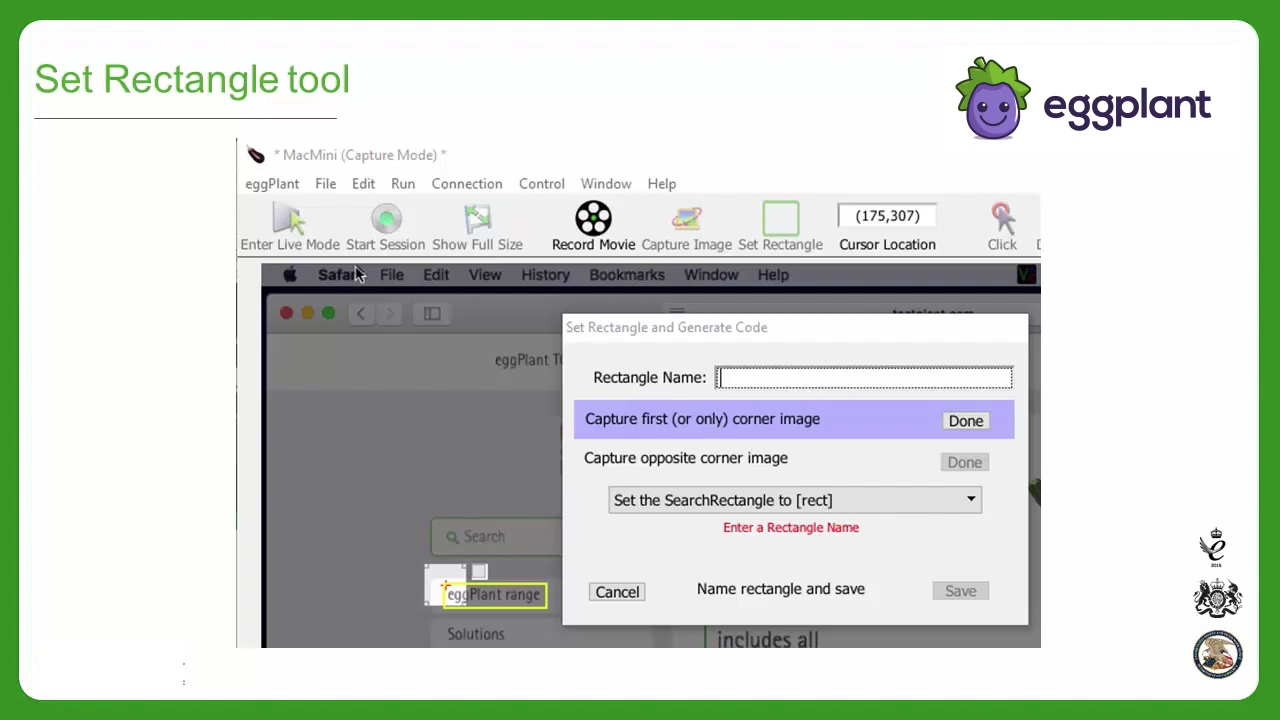 Set Rectangle tool
eggplant
* MacMini (Capture Mode) *
eggPlant File Edit Run Connection Control Window Help
(175,307)
Enter Live Mode Start Session Show Full Size Record Movie Capture Image Set Rectangle Cursor Location Click
Safari File Edit View History Bookmarks Window Help
Set Rectangle and Generate Code
eggPlant
Rectangle Name:
Capture first (or only) corner image Done
Capture opposite corner image Done
Set the SearchRectangle to [rect]
Enter a Rectangle Name
Search
Cancel Name rectangle and save Save
eggPlant range
Solutions
includes all
2016